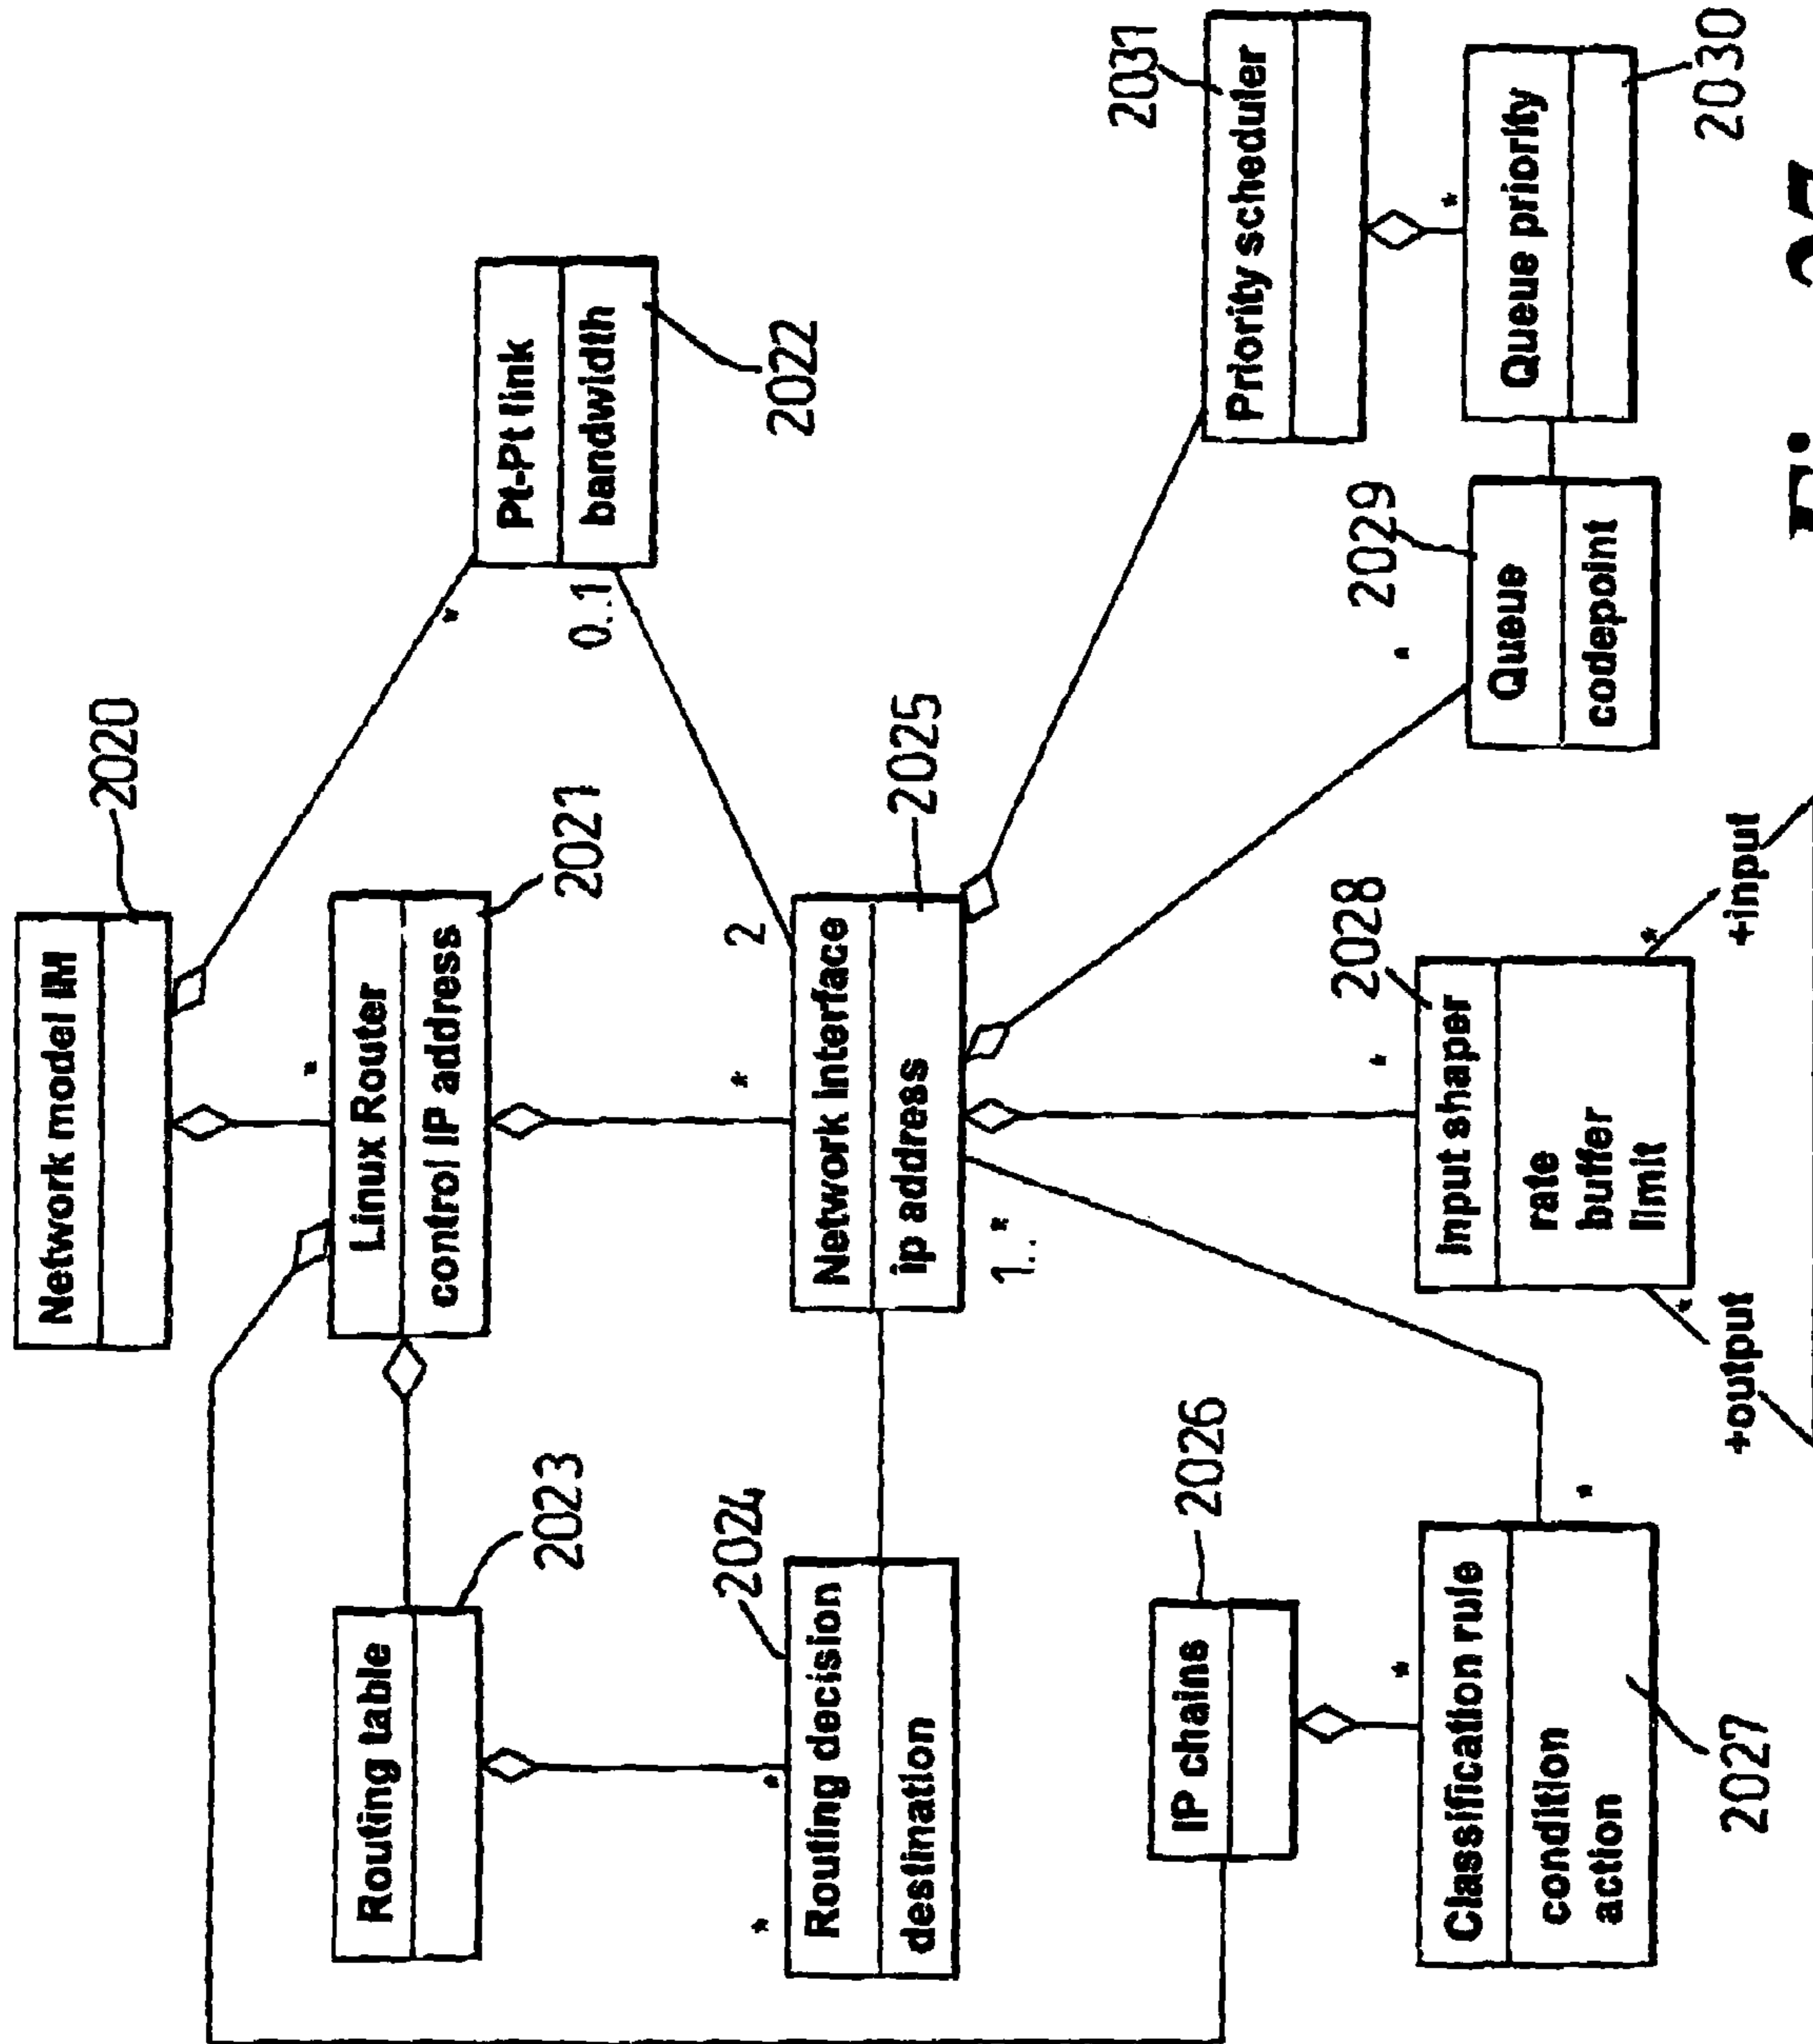 2020
Network model IM
*
Pt-Pt link
bandwidth
2022
*
0..1
Linux Router
control IP address
2021
Routing table
2023
2
*
Network interface
ip address
2025
1..*
Routing decision
destination
2024
*
*
IP chains
2026
*
Classification rule
condition
action
2027
*
Input shaper
rate
buffer
limit
2028
*
*
+output
*
+input
Queue
codepoint
2029
*
Priority scheduler
2031
*
Queue priority
2030